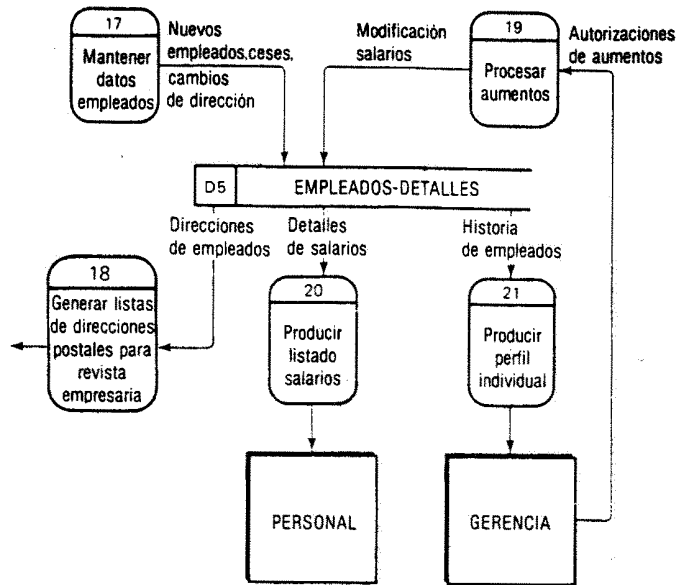 17
Mantener
datos
empleados
Nuevos
empleados,ceses,
cambios
de dirección
Modificación
salarios
19
Procesar
aumentos
Autorizaciones
de aumentos
D5
EMPLEADOS-DETALLES
Direcciones
de empleados
Detalles
de salarios
Historia
de empleados
18
Generar listas
de direcciones
postales para
revista
empresaria
20
Producir
listado
salarios
21
Producir
perfil
individual
PERSONAL
GERENCIA